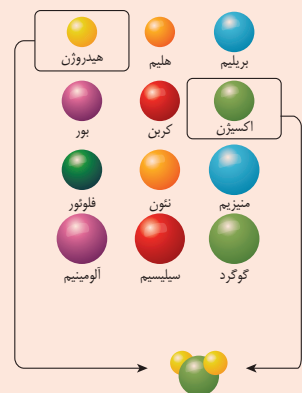 بریلیم هلیم هیدروژن
اکسیژن کربن بور
منیزیم نئون فلوئور
گوگرد سیلیسیم آلومینیم